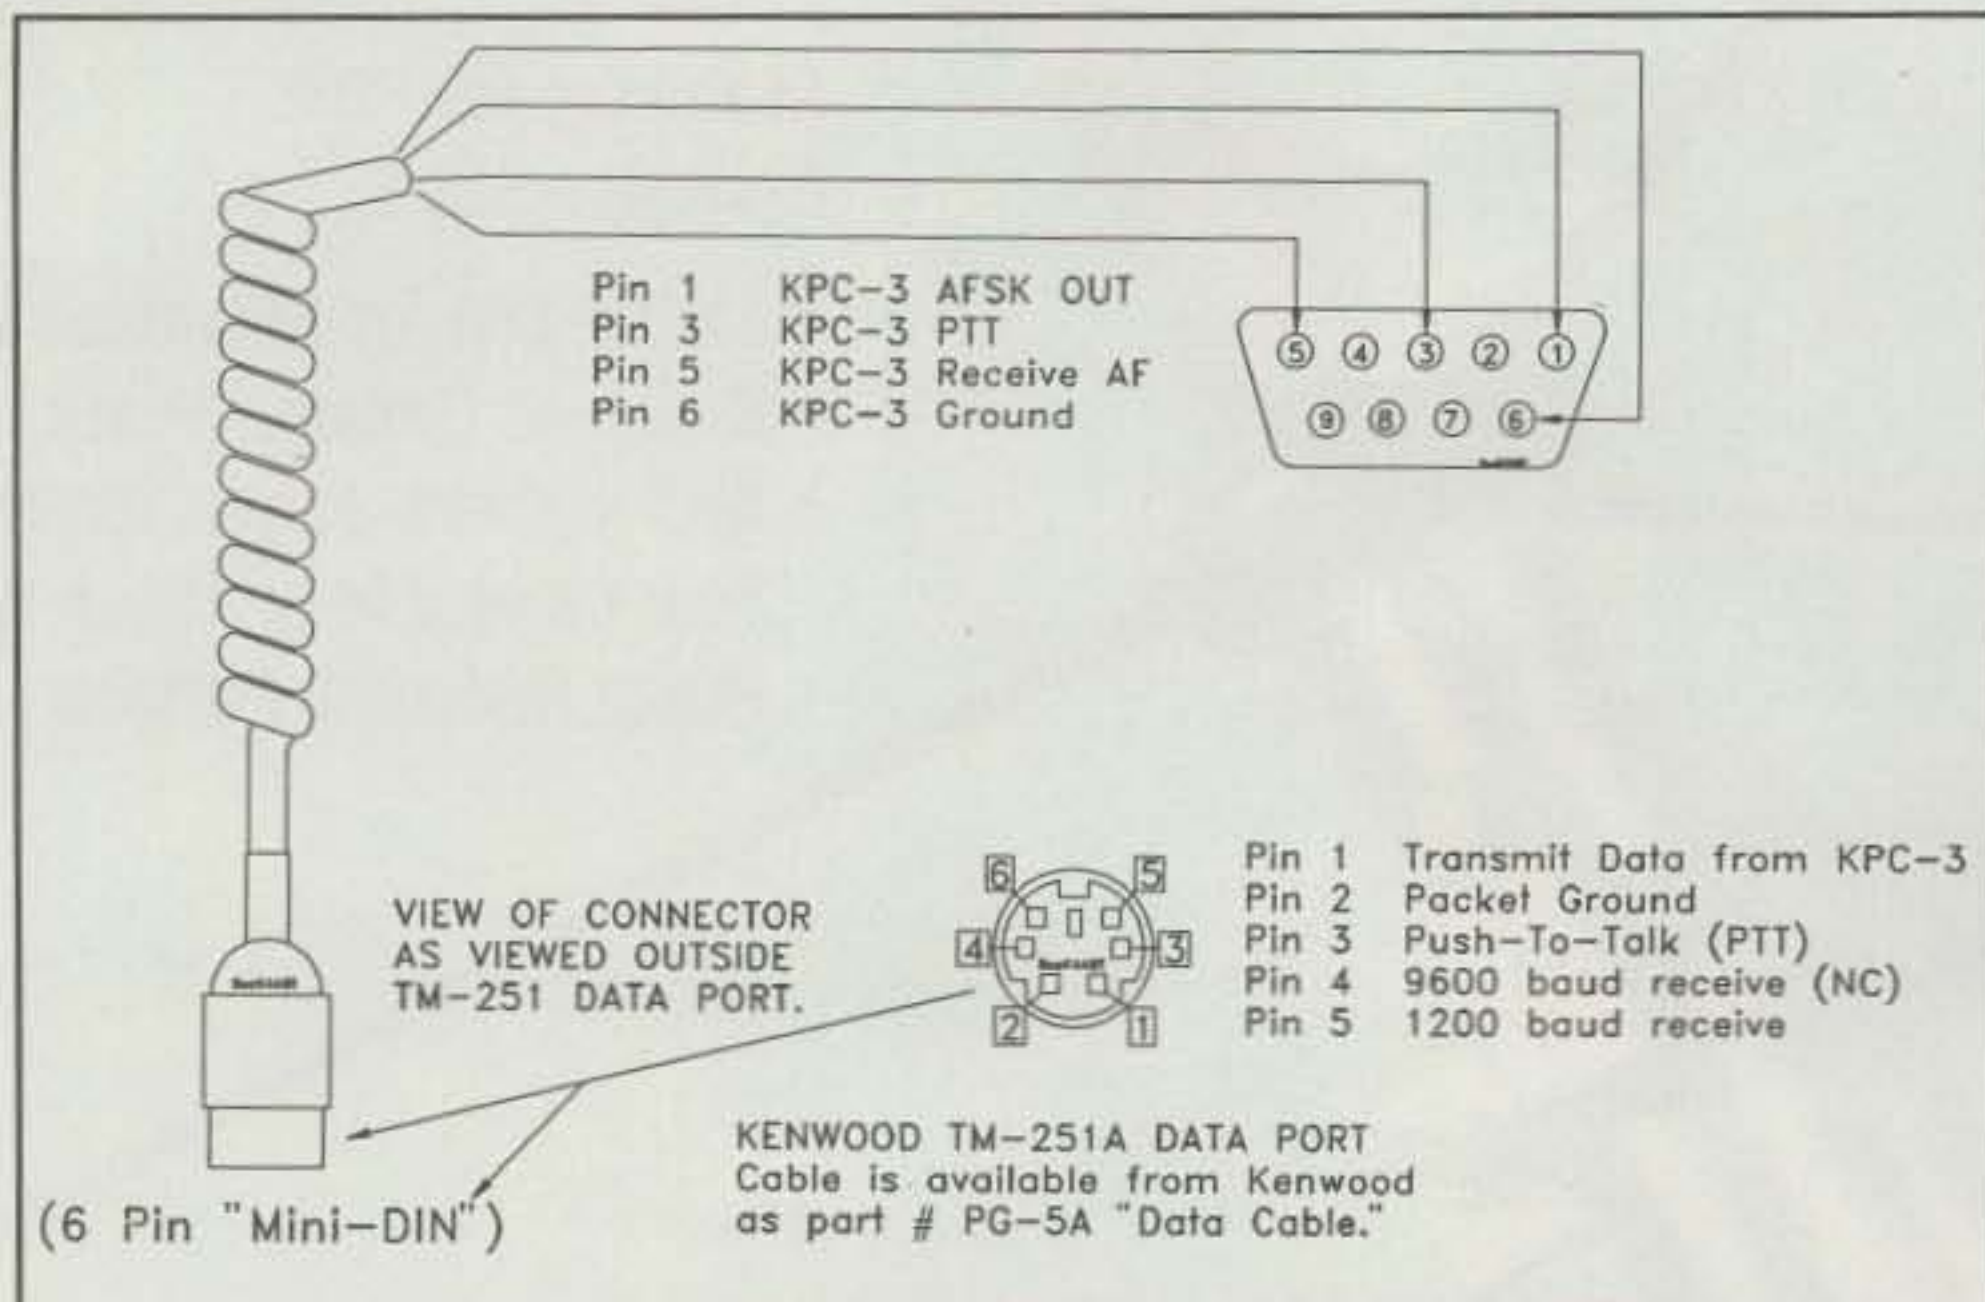 Pin 1 KPC-3 AFSK OUT
Pin 3 KPC-3 PTT
Pin 5 KPC-3 Receive AF
Pin 6 KPC-3 Ground
5 4 3 2 1
9 8 7 6
VIEW OF CONNECTOR
AS VIEWED OUTSIDE
TM-251 DATA PORT.
6 5
4 3
2 1
Pin 1 Transmit Data from KPC-3
Pin 2 Packet Ground
Pin 3 Push-To-Talk (PTT)
Pin 4 9600 baud receive (NC)
Pin 5 1200 baud receive
KENWOOD TM-251A DATA PORT
Cable is available from Kenwood
as part # PG-5A "Data Cable."
(6 Pin "Mini-DIN")